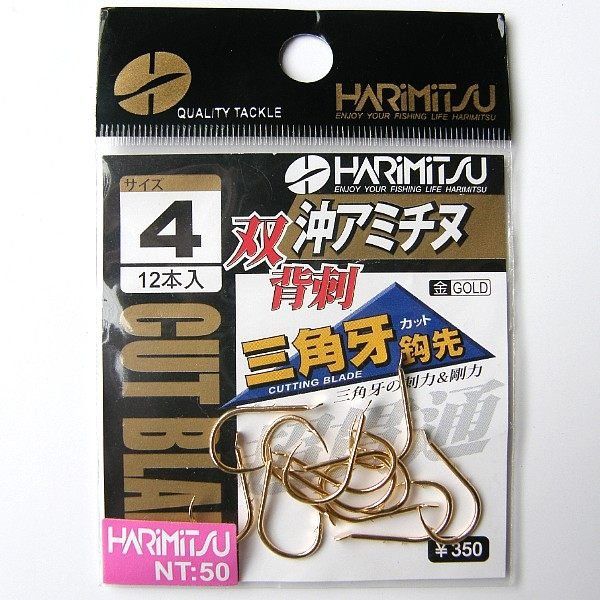 QUALITY TACKLE
HARIMITSU
ENJOY YOUR FISHING LIFE HARIMITSU
HARIMITSU
ENJOY YOUR FISHING LIFE HARIMITSU
サイズ
4
12本入
双
背刺
沖アミチヌ
金 GOLD
三角牙
カット
鈎先
CUTTING BLADE
三角牙の刺力&剛力
通
CUT BLA
HARIMITSU
NT:50
¥350